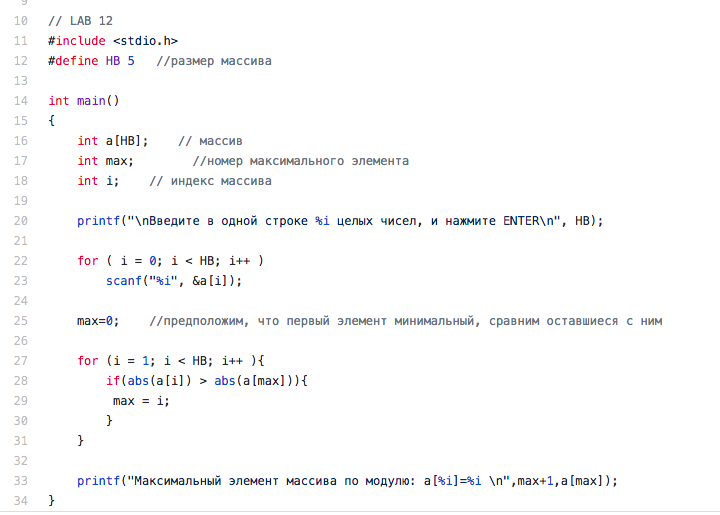 9
10 // LAB 12
11 #include <stdio.h>
12 #define HB 5 //размер массива
13
14 int main()
15 {
16 int a[HB]; // массив
17 int max; //номер максимального элемента
18 int i; // индекс массива
19
20 printf("\nВведите в одной строке %i целых чисел, и нажмите ENTER\n", HB);
21
22 for ( i = 0; i < HB; i++ )
23 scanf("%i", &a[i]);
24
25 max=0; //предположим, что первый элемент минимальный, сравним оставшиеся с ним
26
27 for (i = 1; i < HB; i++ ){
28 if(abs(a[i]) > abs(a[max])){
29 max = i;
30 }
31 }
32
33 printf("Максимальный элемент массива по модулю: a[%i]=%i \n",max+1,a[max]);
34 }